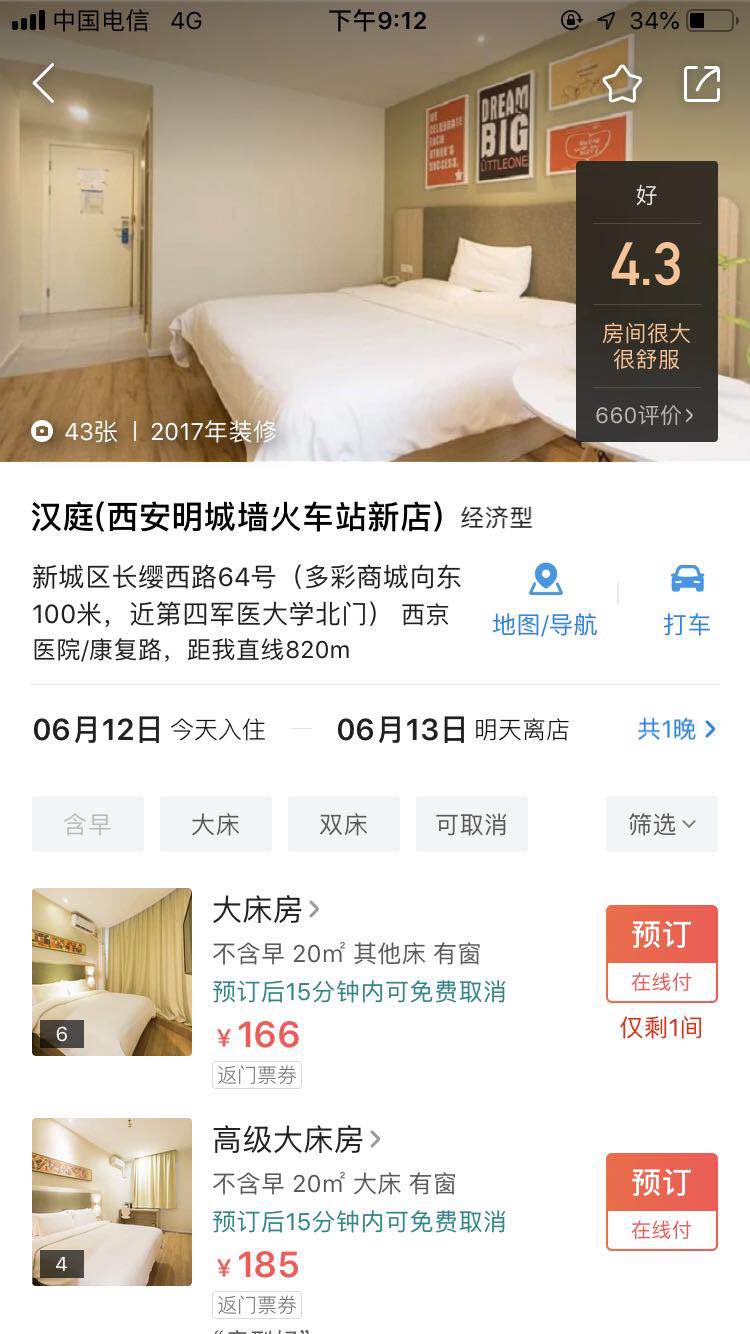 中国电信 4G 下午9:12 34%
WE
CELEBRATE
EACH
OTHER'S
SUCCESS.
DREAM
BIG
LITTLEONE
好
4.3
房间很大
很舒服
660评价
43张 | 2017年装修
汉庭(西安明城墙火车站新店) 经济型
新城区长缨西路64号（多彩商城向东
100米，近第四军医大学北门） 西京
医院/康复路，距我直线820m
地图/导航
打车
06月12日 今天入住 — 06月13日 明天离店 共1晚
含早 大床 双床 可取消 筛选
大床房
不含早 20㎡ 其他床 有窗
预订后15分钟内可免费取消
¥166
返门票券
6
预订
在线付
仅剩1间
高级大床房
不含早 20㎡ 大床 有窗
预订后15分钟内可免费取消
¥185
返门票券
4
预订
在线付